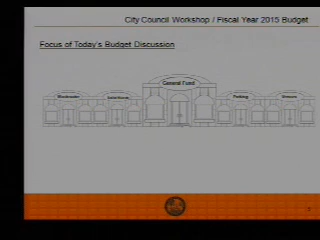 City Council Workshop / Fiscal Year 2015 Budget
Focus of Today's Budget Discussion
General Fund
Wastewater
Parking